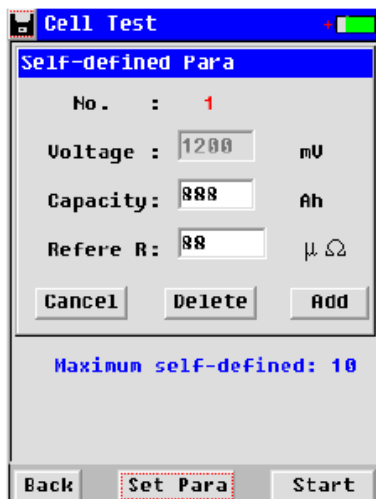 Cell Test
Self-defined Para
No. : 1
Voltage : 1200 mV
Capacity: 888 Ah
Refere R: 88 μΩ
Cancel Delete Add
Maximum self-defined: 10
Back Set Para Start